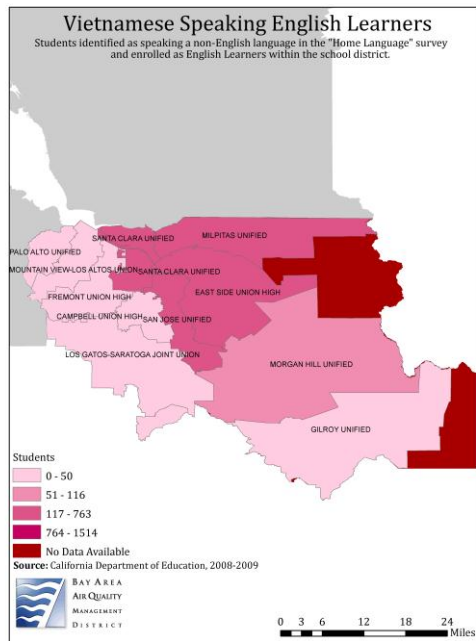 Vietnamese Speaking English Learners
Students identified as speaking a non-English language in the "Home Language" survey
and enrolled as English Learners within the school district.
SANTA CLARA UNIFIED
MILPITAS UNIFIED
PALO ALTO UNIFIED
MOUNTAIN VIEW-LOS ALTOS UNION
SANTA CLARA UNIFIED
EAST SIDE UNION HIGH
FREMONT UNION HIGH
CAMPBELL UNION HIGH
SAN JOSE UNIFIED
LOS GATOS-SARATOGA JOINT UNION
MORGAN HILL UNIFIED
GILROY UNIFIED
Students
0 - 50
51 - 116
117 - 763
764 - 1514
No Data Available
Source: California Department of Education, 2008-2009
BAY AREA
AIR QUALITY
MANAGEMENT
DISTRICT
0 3 6 12 18 24
Miles